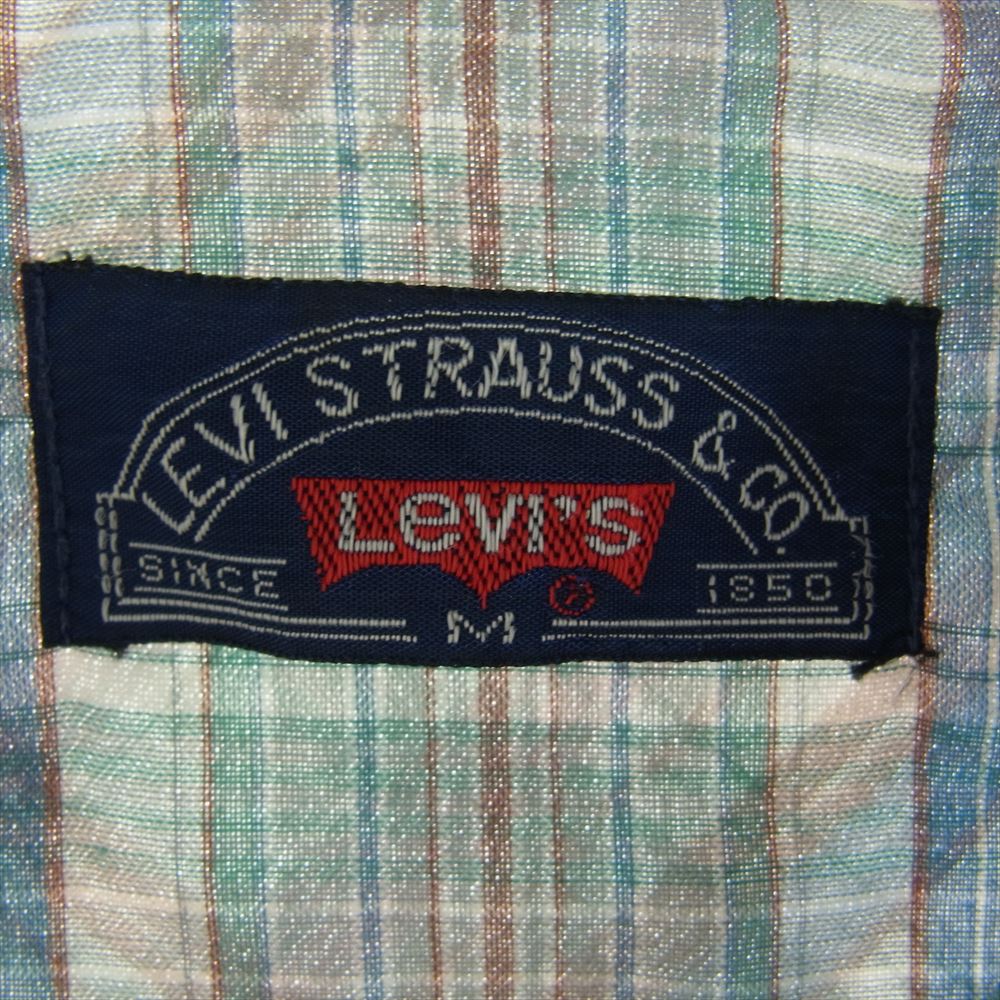 LEVI STRAUSS & CO.
Levi's ®
SINCE 1850
M